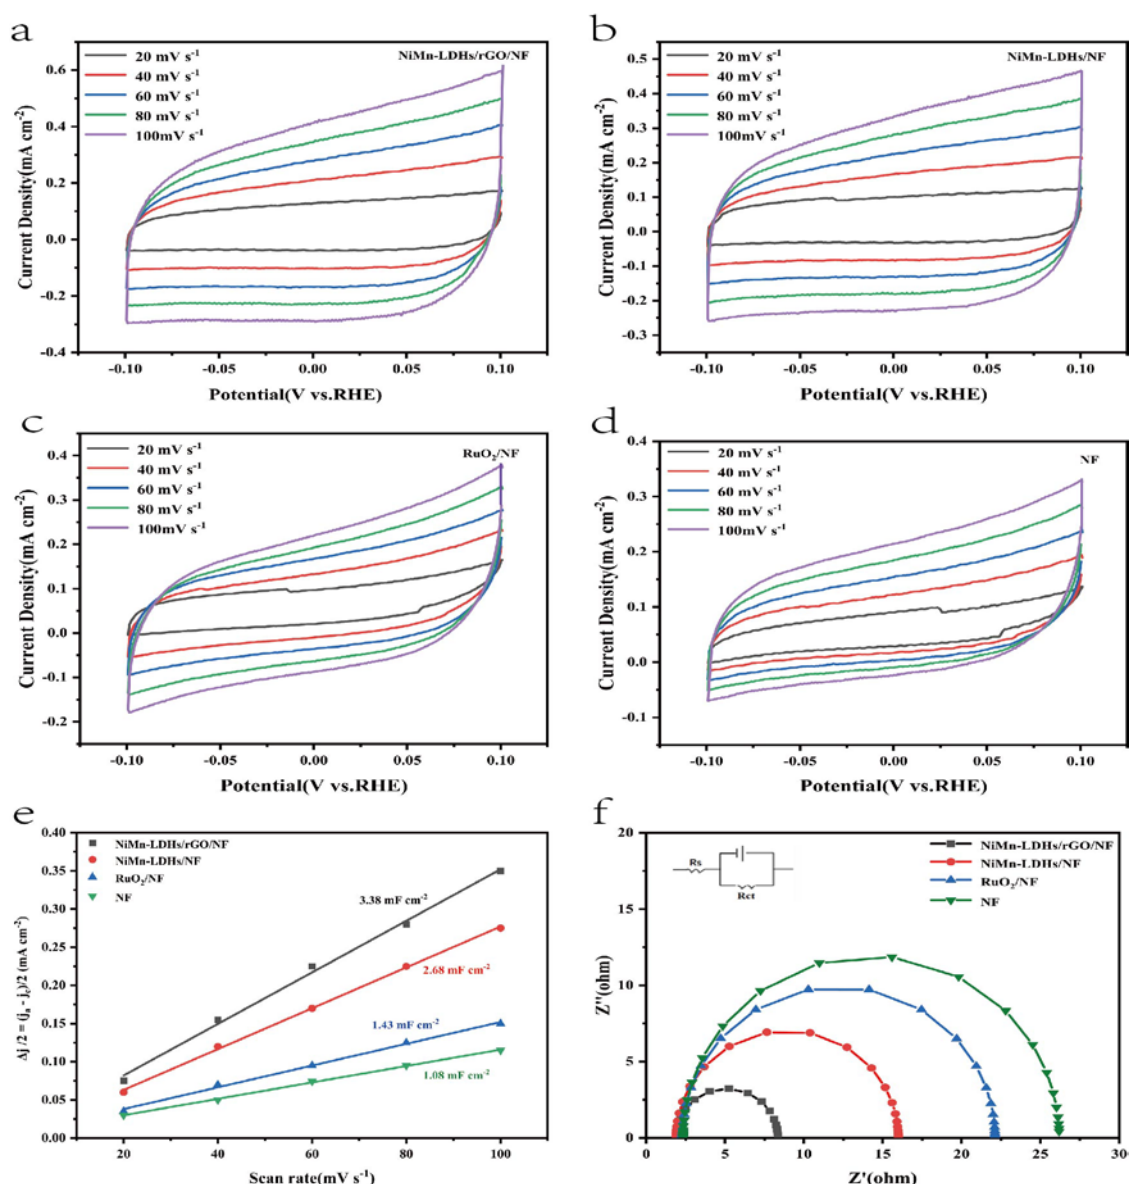 a
20 mV s⁻¹
40 mV s⁻¹
60 mV s⁻¹
80 mV s⁻¹
100mV s⁻¹
NiMn-LDHs/rGO/NF
0.6
0.4
0.2
0.0
-0.2
-0.4
-0.10
-0.05
0.00
0.05
0.10
Current Density(mA cm⁻²)
Potential(V vs.RHE)
b
20 mV s⁻¹
40 mV s⁻¹
60 mV s⁻¹
80 mV s⁻¹
100mV s⁻¹
NiMn-LDHs/NF
0.5
0.4
0.3
0.2
0.1
0.0
-0.1
-0.2
-0.3
-0.10
-0.05
0.00
0.05
0.10
Current Density(mA cm⁻²)
Potential(V vs.RHE)
c
20 mV s⁻¹
40 mV s⁻¹
60 mV s⁻¹
80 mV s⁻¹
100mV s⁻¹
RuO₂/NF
0.4
0.3
0.2
0.1
0.0
-0.1
-0.2
-0.10
-0.05
0.00
0.05
0.10
Current Density(mA cm⁻²)
Potential(V vs.RHE)
d
20 mV s⁻¹
40 mV s⁻¹
60 mV s⁻¹
80 mV s⁻¹
100mV s⁻¹
NF
0.4
0.3
0.2
0.1
0.0
-0.1
-0.10
-0.05
0.00
0.05
0.10
Current Density(mA cm⁻²)
Potential(V vs.RHE)
e
NiMn-LDHs/rGO/NF
NiMn-LDHs/NF
RuO₂/NF
NF
3.38 mF cm⁻²
2.68 mF cm⁻²
1.43 mF cm⁻²
1.08 mF cm⁻²
0.40
0.35
0.30
0.25
0.20
0.15
0.10
0.05
0.00
20
40
60
80
100
Δj /2 = (jₐ - j꜀)/2 (mA cm⁻²)
Scan rate(mV s⁻¹)
f
Rs
Rct
NiMn-LDHs/rGO/NF
NiMn-LDHs/NF
RuO₂/NF
NF
20
15
10
5
0
0
5
10
15
20
25
30
Z''(ohm)
Z'(ohm)